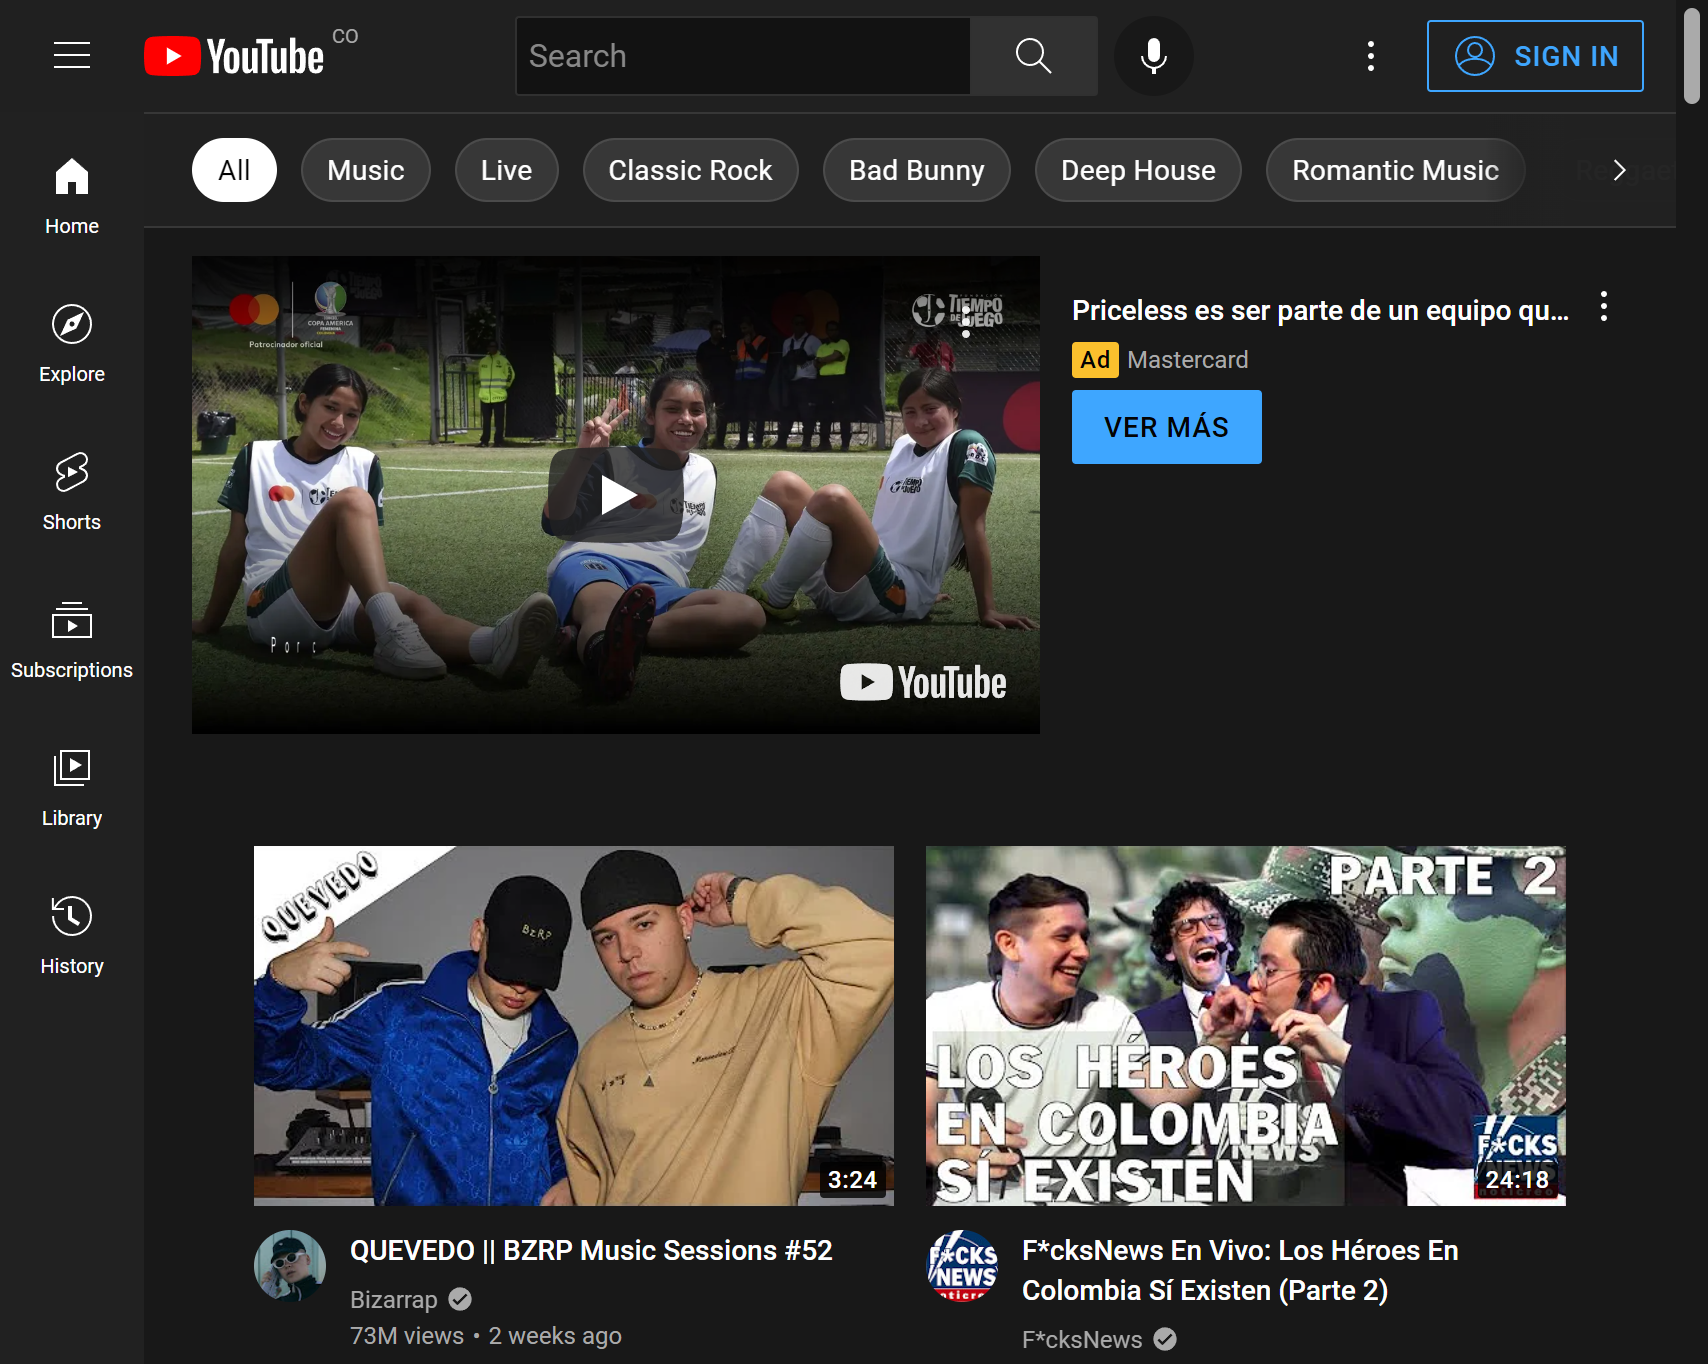 YouTube CO
Search
SIGN IN
All
Music
Live
Classic Rock
Bad Bunny
Deep House
Romantic Music
Home
Explore
Shorts
Subscriptions
Library
History
COPA AMERICA
Patrocinador oficial
TIEMPO
DE JUEGO
Porc
YouTube
Priceless es ser parte de un equipo qu...
Ad Mastercard
VER MÁS
QUEVEDO
BZRP
3:24
QUEVEDO || BZRP Music Sessions #52
Bizarrap
73M views • 2 weeks ago
PARTE 2
LOS HÉROES
EN COLOMBIA
SÍ EXISTEN
F*CKS
NEWS
24:18
F*CKS
NEWS
F*cksNews En Vivo: Los Héroes En
Colombia Sí Existen (Parte 2)
F*cksNews